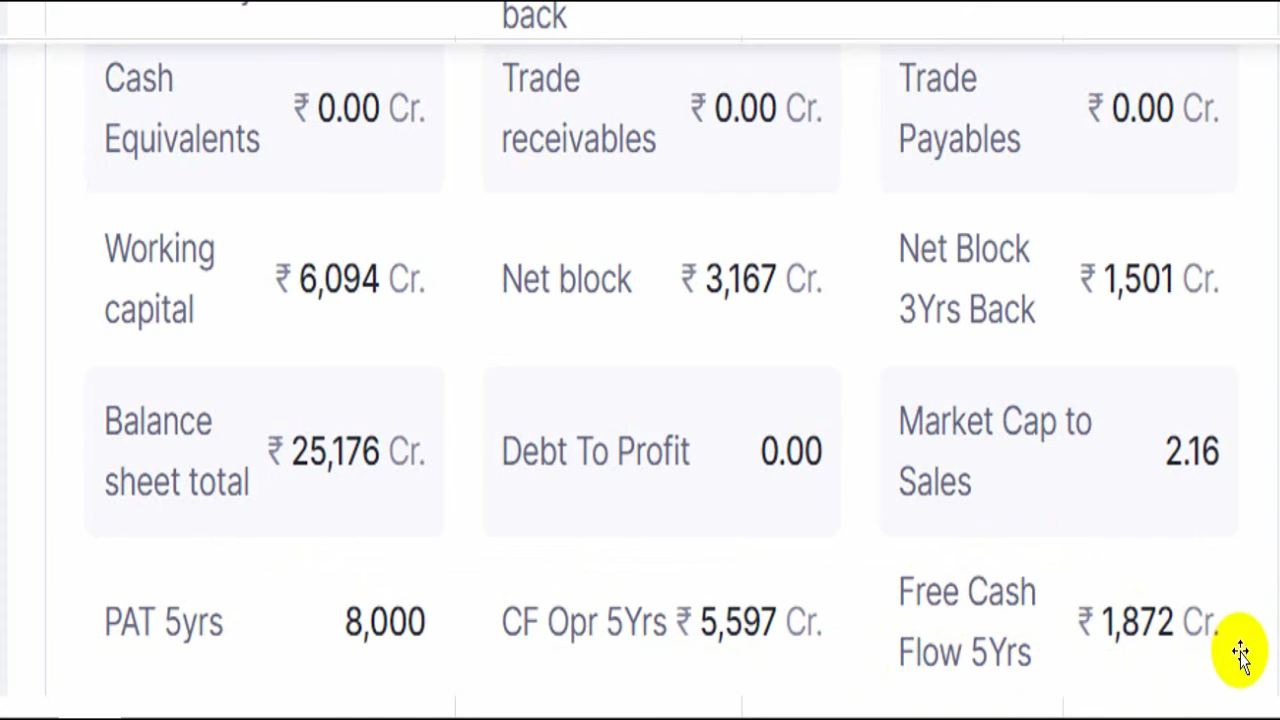 back
Cash
Equivalents
₹ 0.00 Cr.
Trade
receivables
₹ 0.00 Cr.
Trade
Payables
₹ 0.00 Cr.
Working
capital
₹ 6,094 Cr.
Net block
₹ 3,167 Cr.
Net Block
3Yrs Back
₹ 1,501 Cr.
Balance
sheet total
₹ 25,176 Cr.
Debt To Profit
0.00
Market Cap to
Sales
2.16
PAT 5yrs
8,000
CF Opr 5Yrs
₹ 5,597 Cr.
Free Cash
Flow 5Yrs
₹ 1,872 Cr.